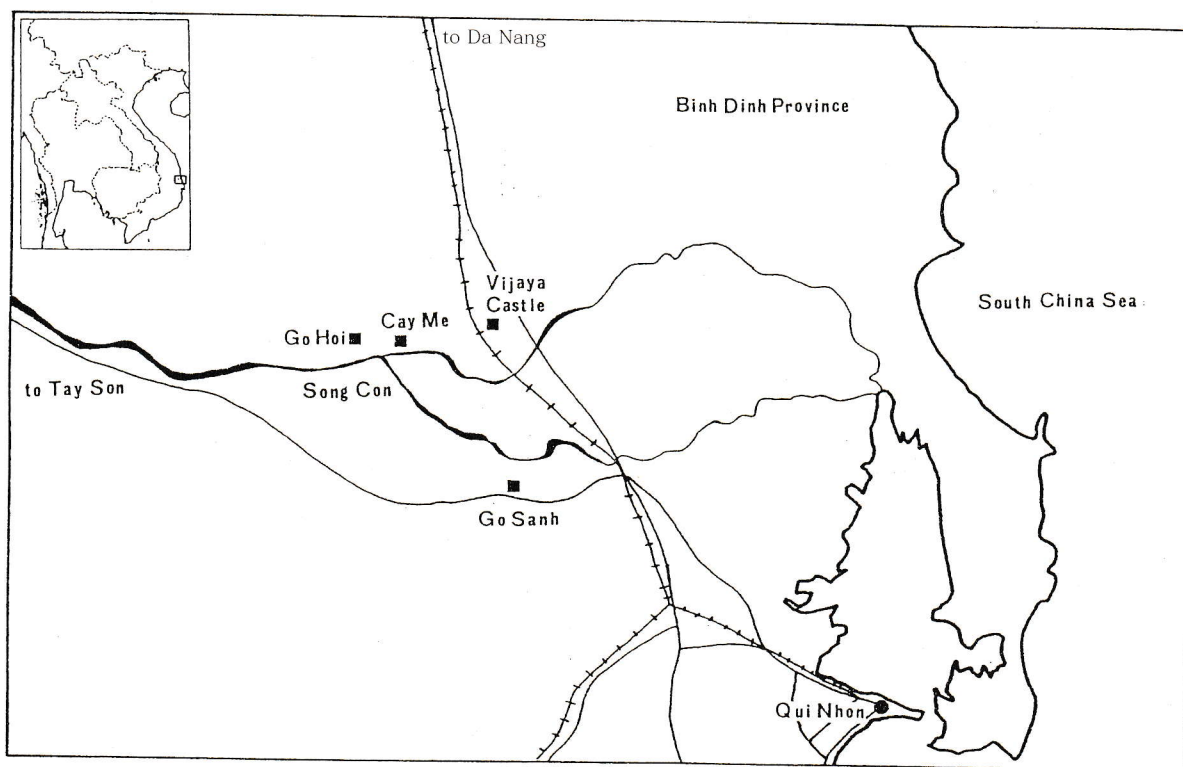 to Da Nang
Binh Dinh Province
Vijaya
Castle
South China Sea
Cay Me
Go Hoi
to Tay Son
Song Con
Go Sanh
Qui Nhon